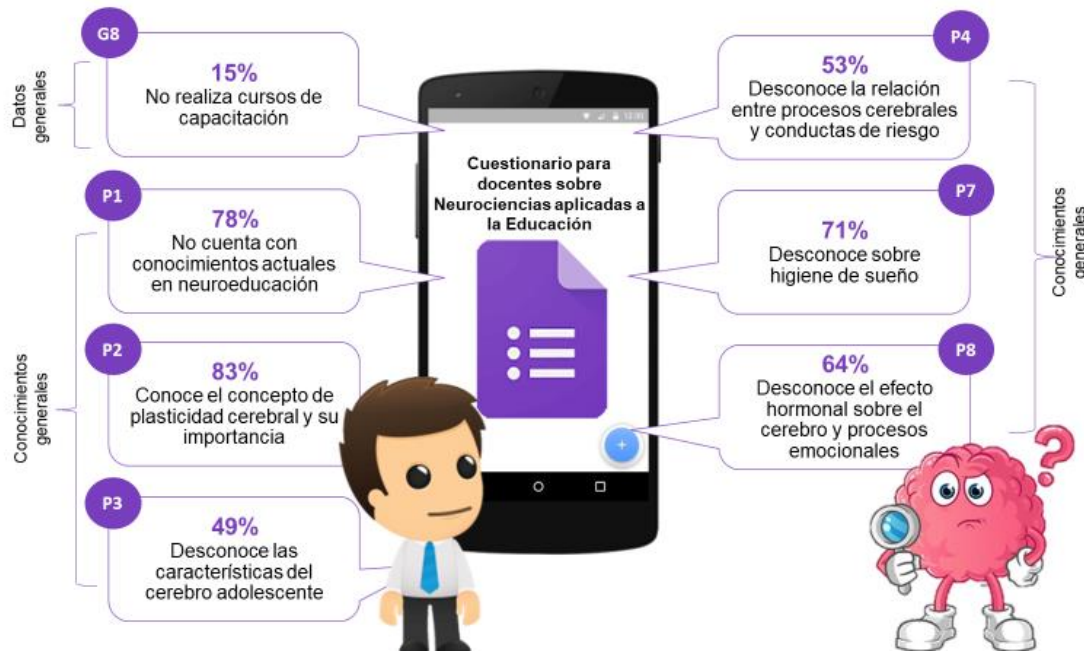 Datos
generales
G8
15%
No realiza cursos de
capacitación
Conocimientos
generales
P1
78%
No cuenta con
conocimientos actuales
en neuroeducación
P2
83%
Conoce el concepto de
plasticidad cerebral y su
importancia
P3
49%
Desconoce las
características del
cerebro adolescente
12:00
Cuestionario para
docentes sobre
Neurociencias aplicadas a
la Educación
+
P4
53%
Desconoce la relación
entre procesos cerebrales
y conductas de riesgo
P7
71%
Desconoce sobre
higiene de sueño
P8
64%
Desconoce el efecto
hormonal sobre el
cerebro y procesos
emocionales
Conocimientos
generales
?